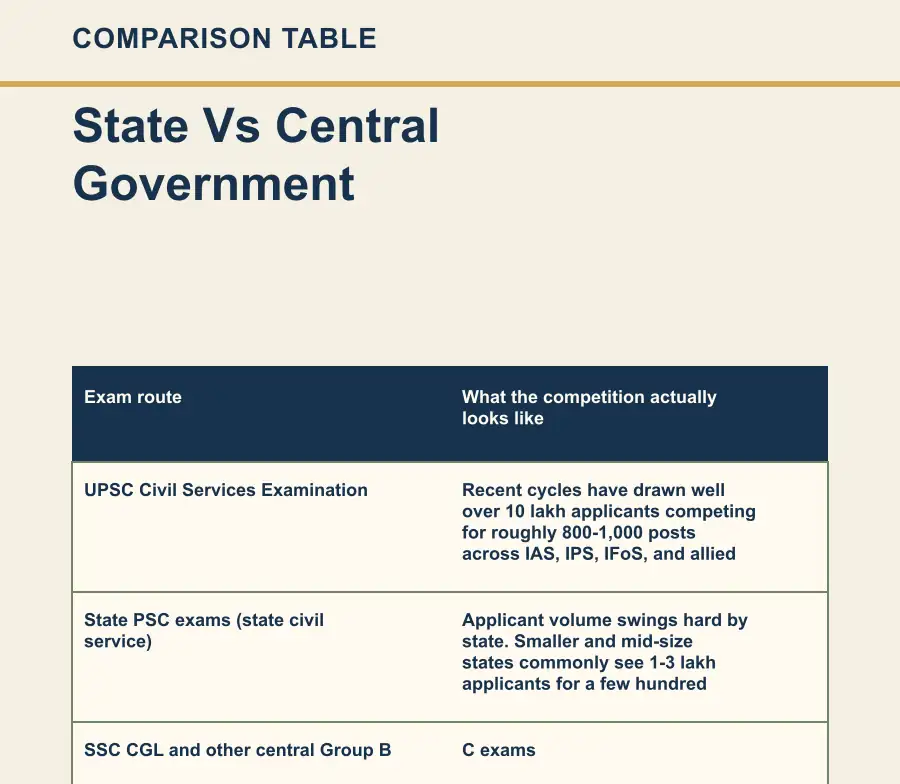 COMPARISON TABLE
State Vs Central
Government
Exam route
What the competition actually
looks like
UPSC Civil Services Examination
Recent cycles have drawn well
over 10 lakh applicants competing
for roughly 800-1,000 posts
across IAS, IPS, IFoS, and allied
State PSC exams (state civil
service)
Applicant volume swings hard by
state. Smaller and mid-size
states commonly see 1-3 lakh
applicants for a few hundred
SSC CGL and other central Group B
C exams